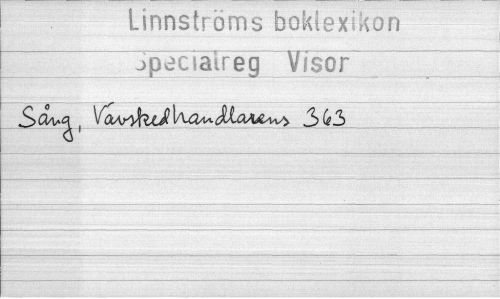 Linnströms boklexikon
Specialreg Visor
Sång, Vävskedhandlarens 363